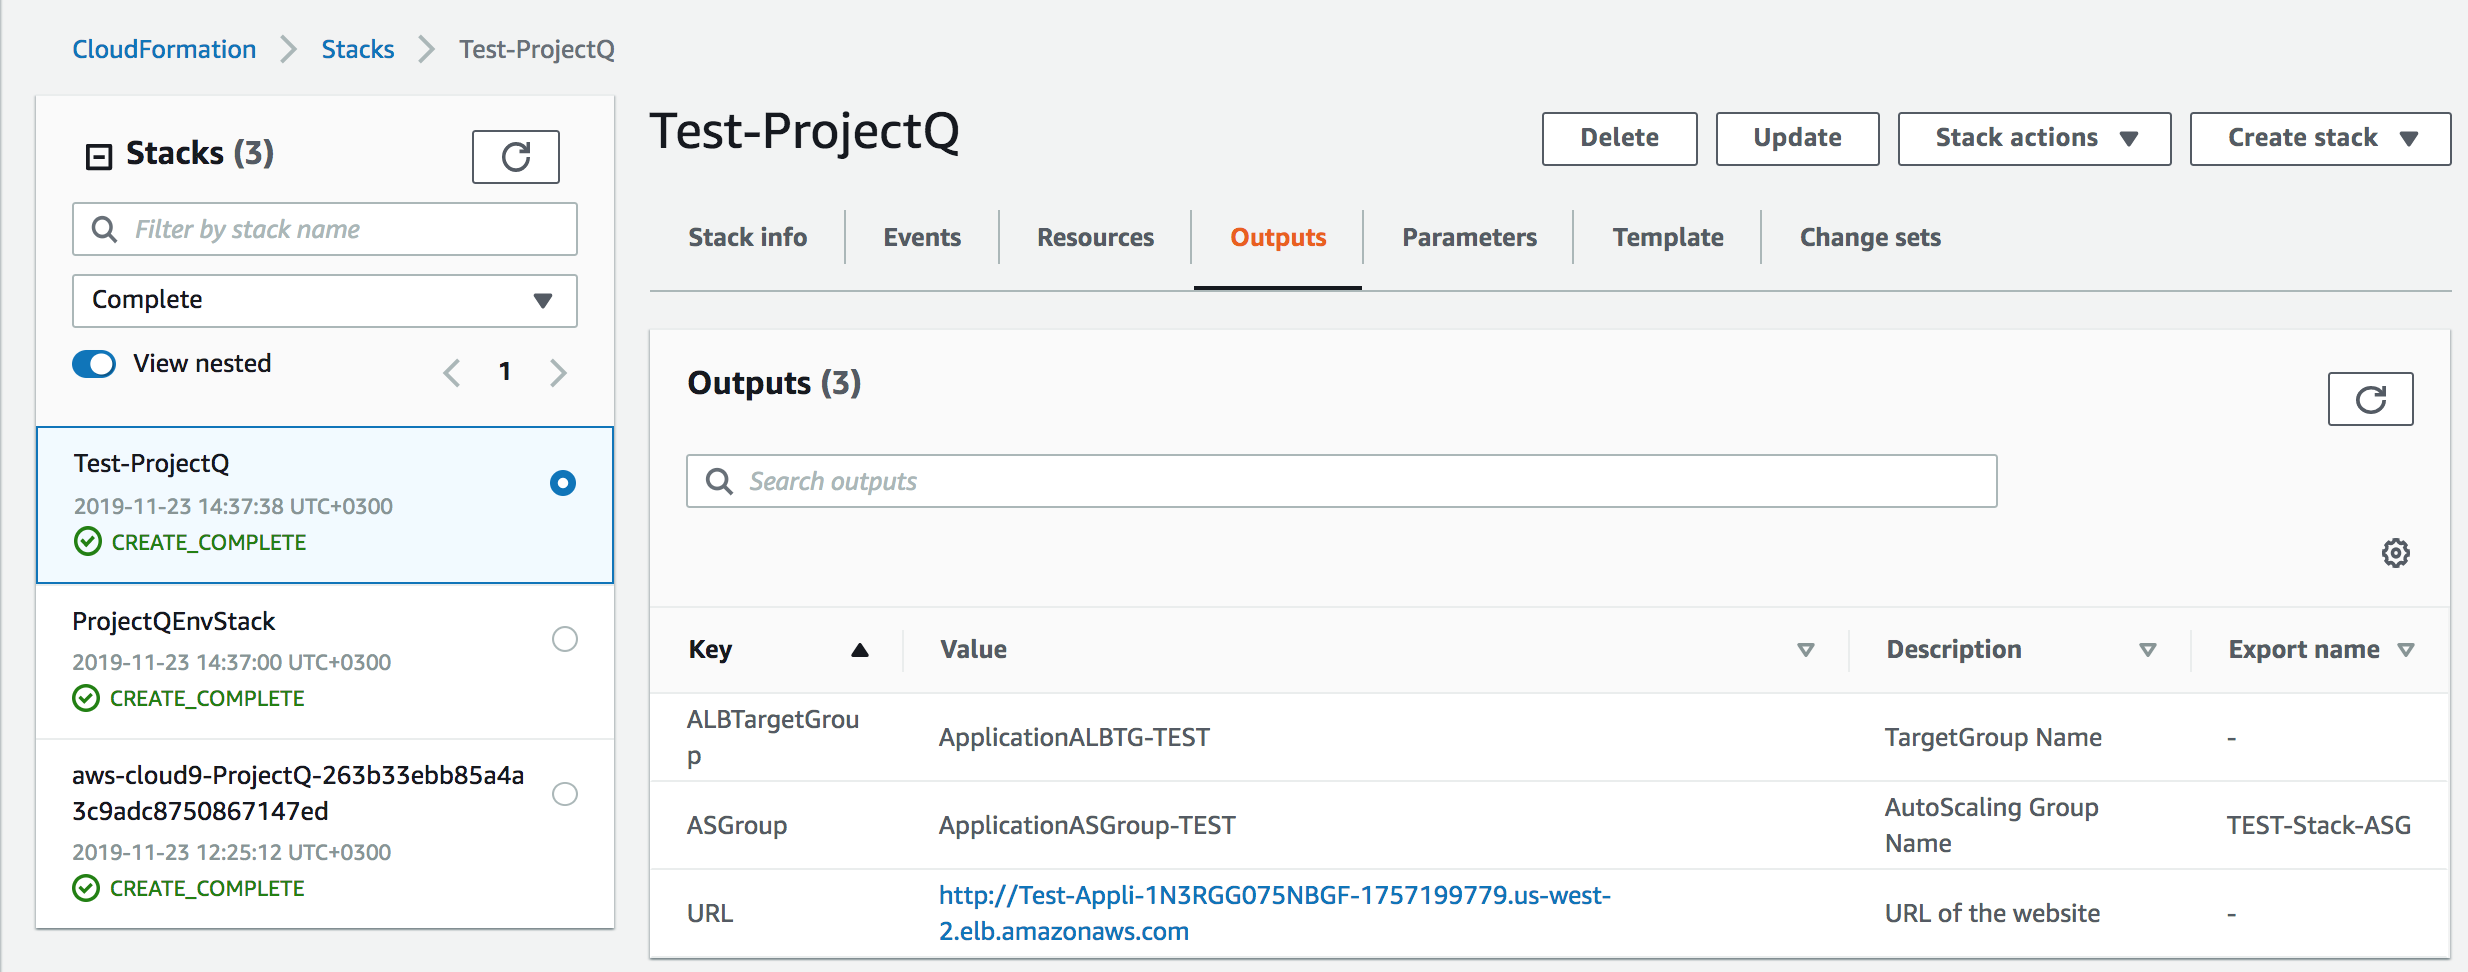 CloudFormation Stacks Test-ProjectQ
Stacks (3)
Filter by stack name
Complete
View nested 1
Test-ProjectQ
2019-11-23 14:37:38 UTC+0300
CREATE_COMPLETE
ProjectQEnvStack
2019-11-23 14:37:00 UTC+0300
CREATE_COMPLETE
aws-cloud9-ProjectQ-263b33ebb85a4a
3c9adc8750867147ed
2019-11-23 12:25:12 UTC+0300
CREATE_COMPLETE
Test-ProjectQ
Delete Update Stack actions Create stack
Stack info Events Resources Outputs Parameters Template Change sets
Outputs (3)
Search outputs
Key Value Description Export name
ALBTargetGrou
p
ApplicationALBTG-TEST
TargetGroup Name
-
ASGroup
ApplicationASGroup-TEST
AutoScaling Group
Name
TEST-Stack-ASG
URL
http://Test-Appli-1N3RGG075NBGF-1757199779.us-west-
2.elb.amazonaws.com
URL of the website
-